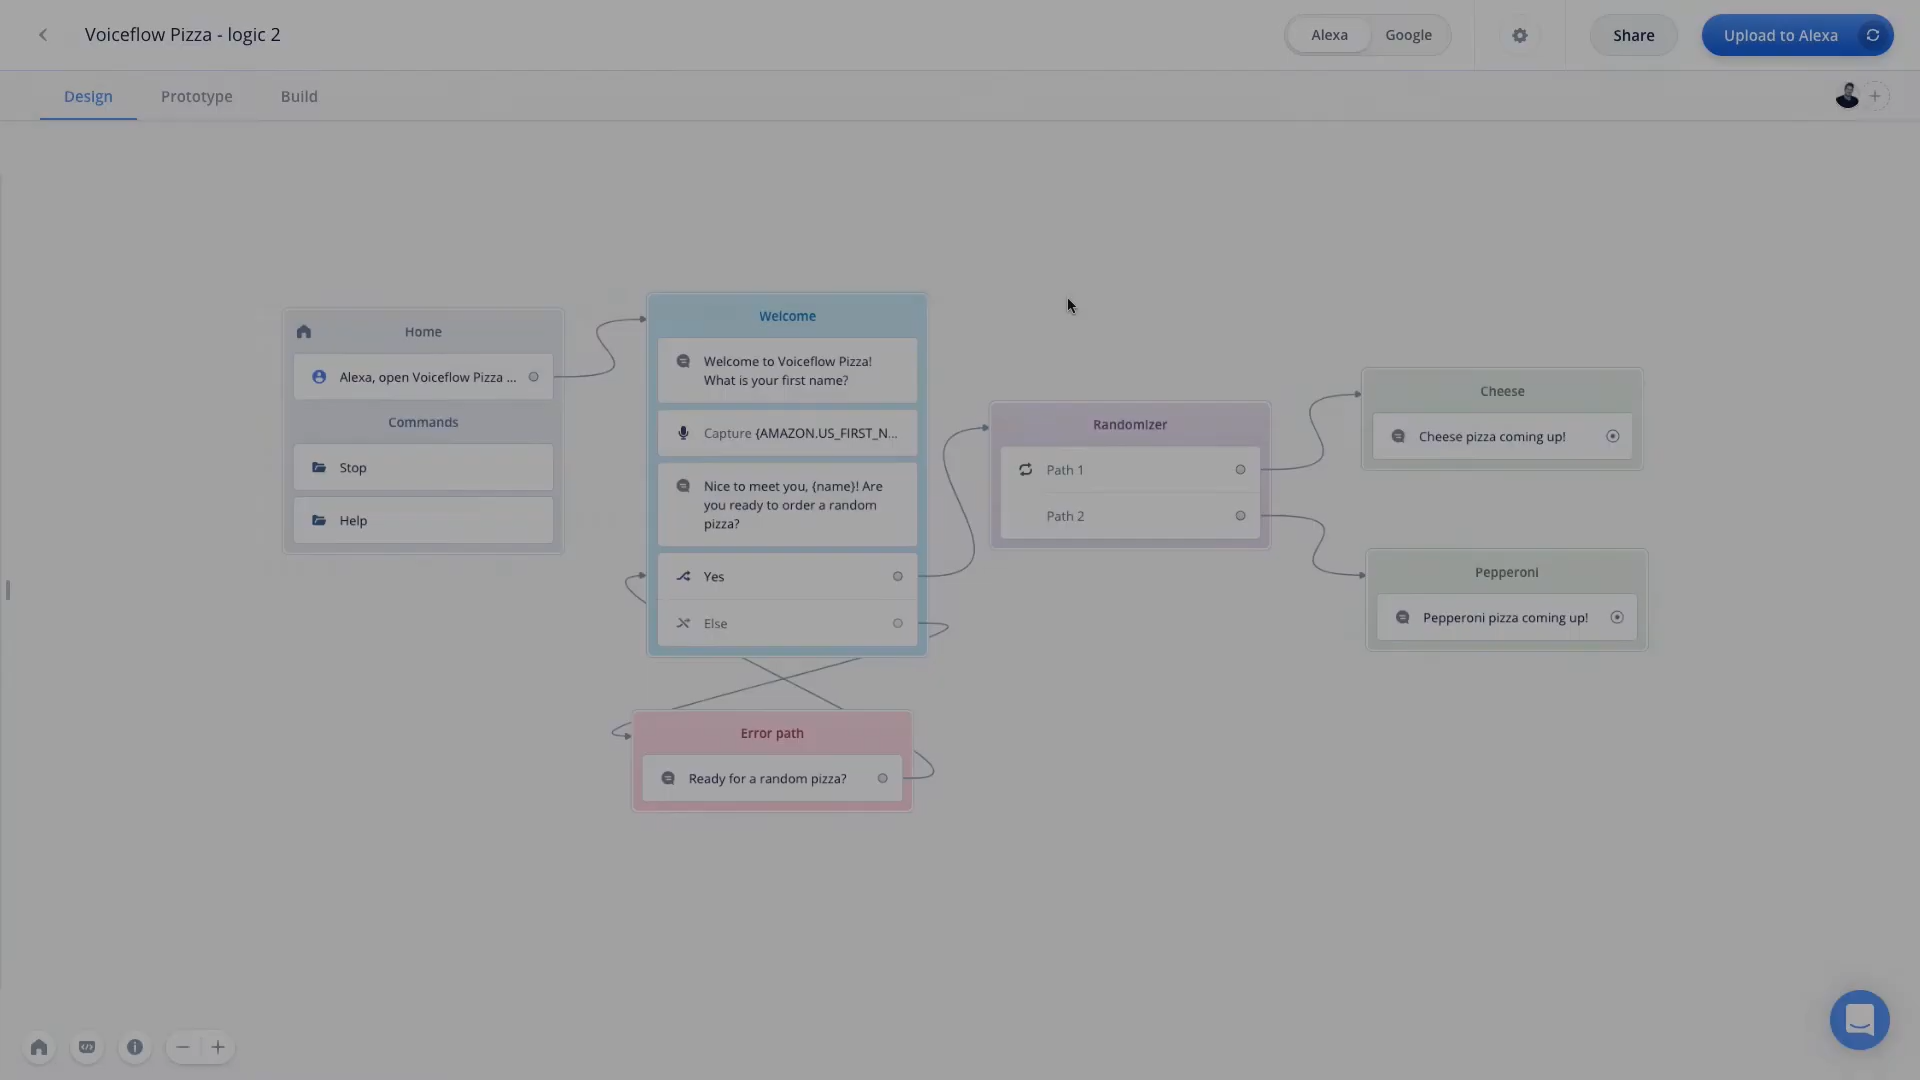 Voiceflow Pizza - logic 2
Alexa
Google
Share
Upload to Alexa
Design
Prototype
Build
Home
Alexa, open Voiceflow Pizza ...
Commands
Stop
Help
Welcome
Welcome to Voiceflow Pizza!
What is your first name?
Capture {AMAZON.US_FIRST_N...
Nice to meet you, {name}! Are
you ready to order a random
pizza?
Yes
Else
Error path
Ready for a random pizza?
Randomizer
Path 1
Path 2
Cheese
Cheese pizza coming up!
Pepperoni
Pepperoni pizza coming up!